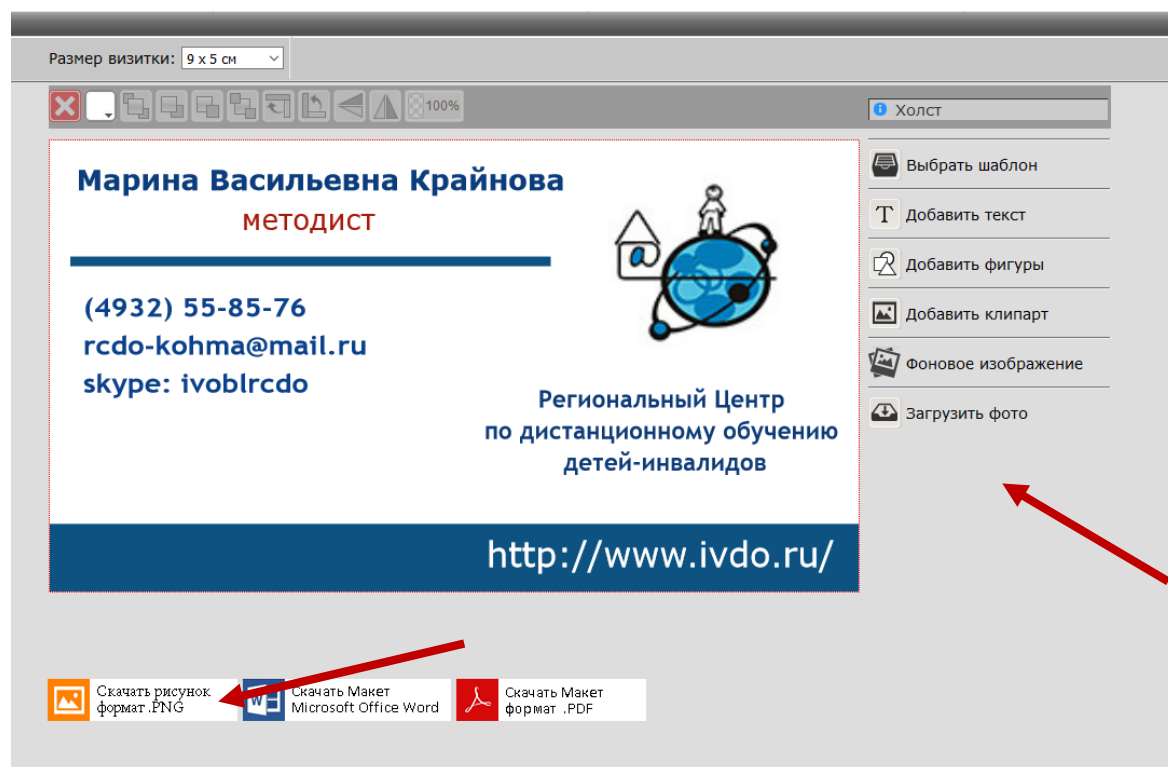 Размер визитки: 9 x 5 см
100%
Холст
Марина Васильевна Крайнова
методист
(4932) 55-85-76
rcdo-kohma@mail.ru
skype: ivoblrcdo
@
Региональный Центр
по дистанционному обучению
детей-инвалидов
http://www.ivdo.ru/
Выбрать шаблон
T Добавить текст
Добавить фигуры
Добавить клипарт
Фоновое изображение
Загрузить фото
Скачать рисунок
формат .PNG
W Скачать Макет
Microsoft Office Word
Скачать Макет
формат .PDF